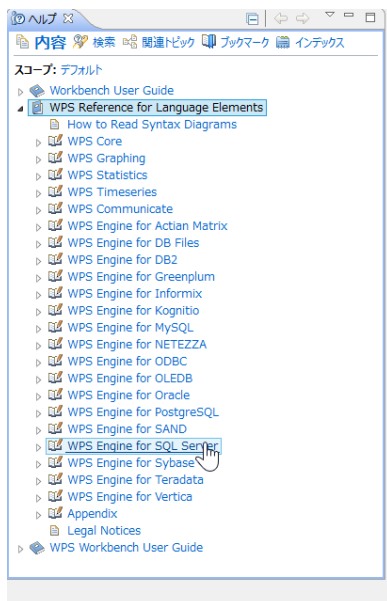 ヘルプ
内容 検索 関連トピック ブックマーク インデックス
スコープ: デフォルト
Workbench User Guide
WPS Reference for Language Elements
How to Read Syntax Diagrams
WPS Core
WPS Graphing
WPS Statistics
WPS Timeseries
WPS Communicate
WPS Engine for Actian Matrix
WPS Engine for DB Files
WPS Engine for DB2
WPS Engine for Greenplum
WPS Engine for Informix
WPS Engine for Kognitio
WPS Engine for MySQL
WPS Engine for NETEZZA
WPS Engine for ODBC
WPS Engine for OLEDB
WPS Engine for Oracle
WPS Engine for PostgreSQL
WPS Engine for SAND
WPS Engine for SQL Server
WPS Engine for Sybase
WPS Engine for Teradata
WPS Engine for Vertica
Appendix
Legal Notices
WPS Workbench User Guide